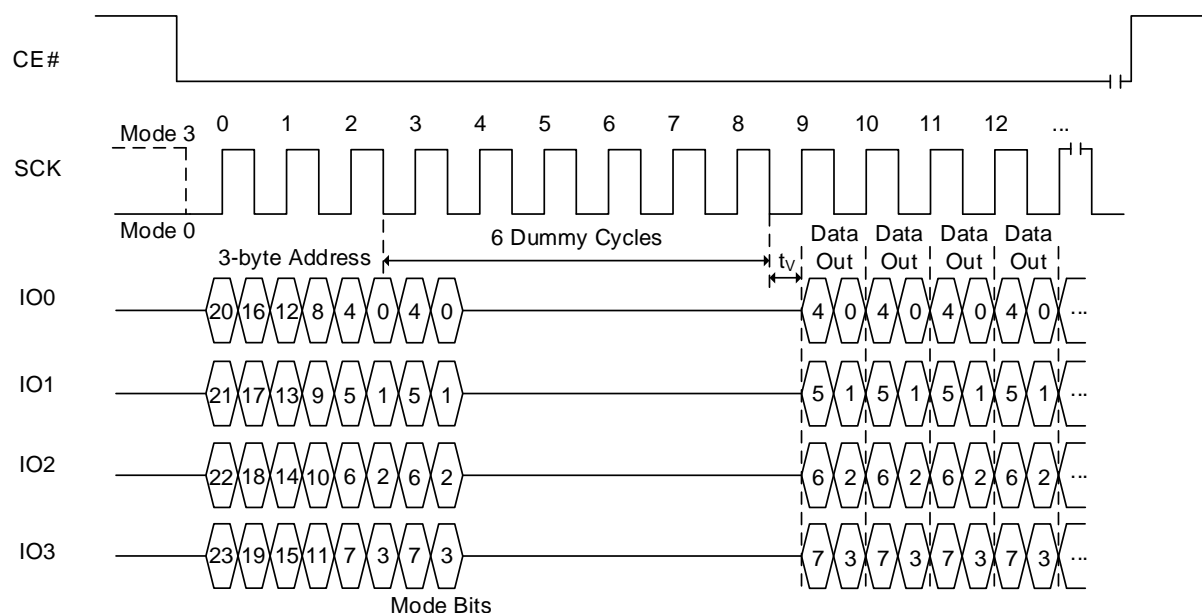 CE#
0 1 2 3 4 5 6 7 8 9 10 11 12 ...
Mode 3
SCK
Mode 0
6 Dummy Cycles
Data Data Data Data
3-byte Address
tV
Out Out Out Out
IO0
20 16 12 8 4 0 4 0 4 0 4 0 4 0 4 0 ...
IO1
21 17 13 9 5 1 5 1 5 1 5 1 5 1 5 1 ...
IO2
22 18 14 10 6 2 6 2 6 2 6 2 6 2 6 2 ...
IO3
23 19 15 11 7 3 7 3 7 3 7 3 7 3 7 3 ...
Mode Bits